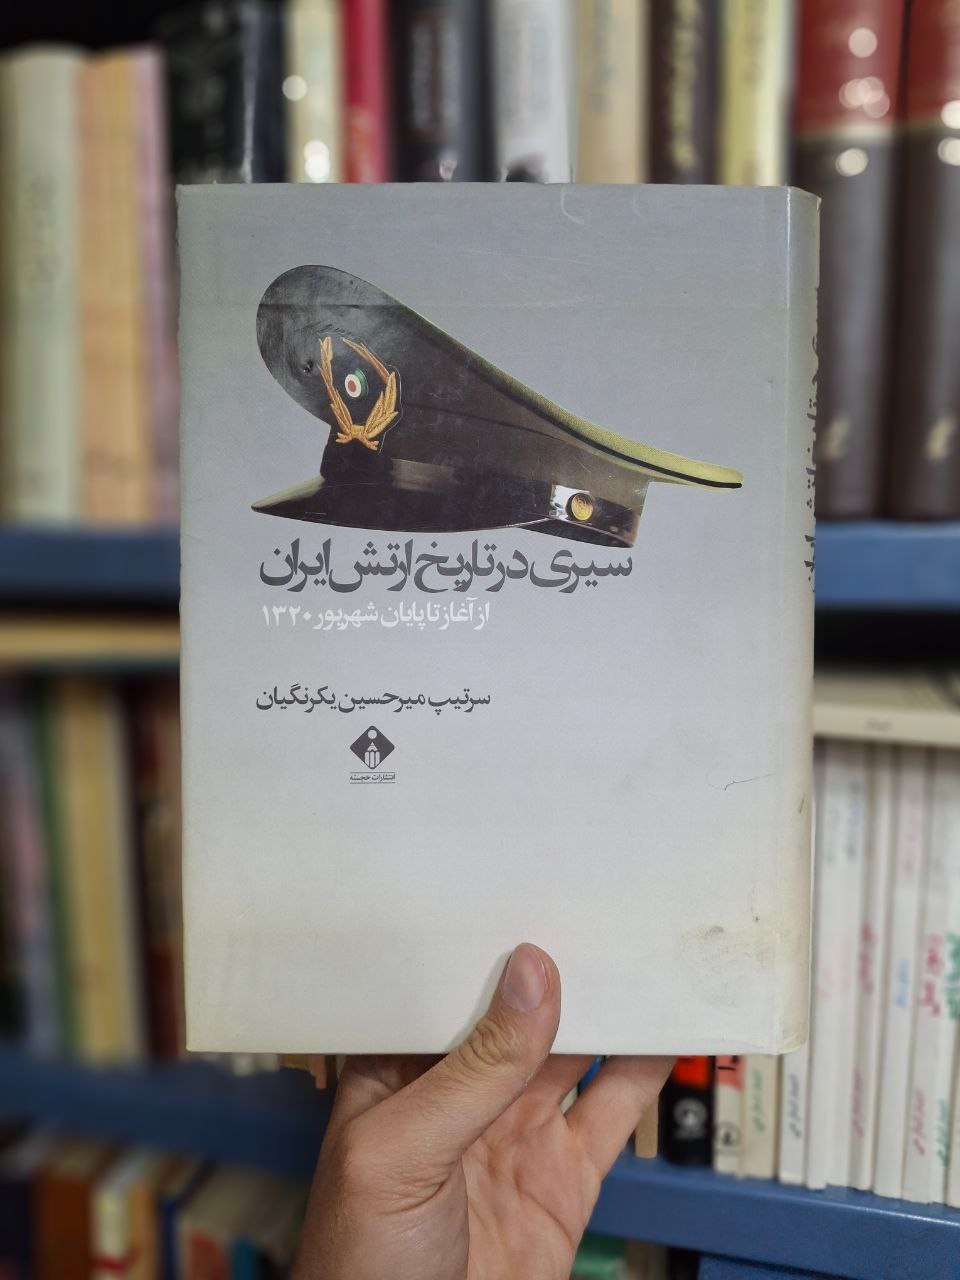 سیری در تاریخ ارتش ایران
از آغاز تا پایان شهریور ۱۳۲۰
سرتیپ میرحسین یکرنگیان
انتشارات خجسته